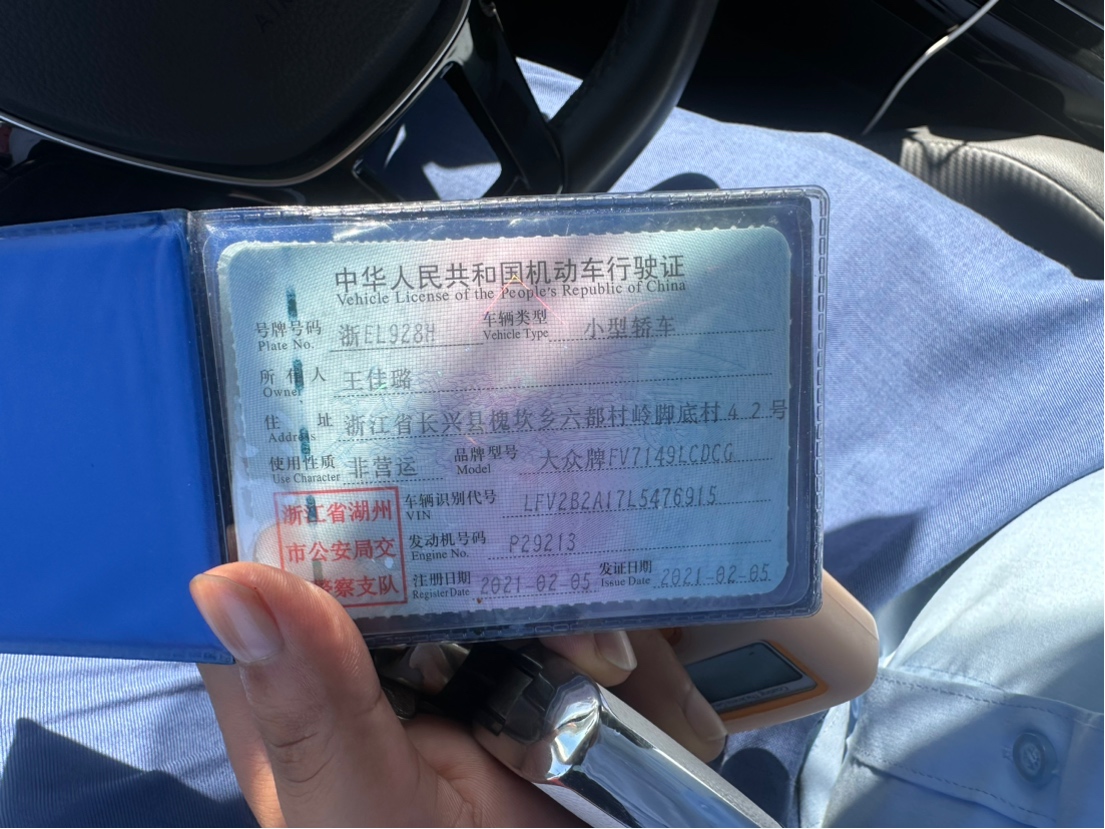 中华人民共和国机动车行驶证
Vehicle License of the People's Republic of China
号牌号码 浙EL928H 车辆类型 小型轿车
Plate No. Vehicle Type
所有人 王佳璐
Owner
住 址 浙江省长兴县槐坎乡六都村岭脚底村42号
Address
使用性质 非营运 品牌型号 大众牌FV7149LCDCG
Use Character Model
浙江省湖州 车辆识别代号 LFV2B2A17L5476915
VIN
市公安局交 发动机号码 P29213
Engine No.
警察支队 注册日期 2021-02-05 发证日期 2021-02-05
Register Date Issue Date